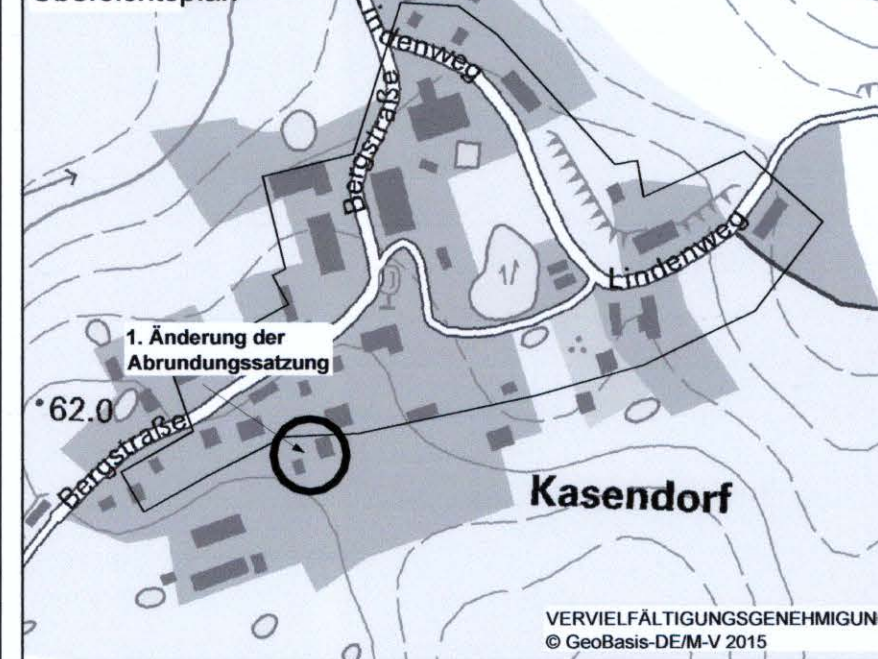 Übersichtsplan
Lindenweg
Bergstraße
Lindenweg
1. Änderung der
Abrundungssatzung
62.0
Bergstraße
Kasendorf
VERVIELFÄLTIGUNGSGENEHMIGUN
© GeoBasis-DE/M-V 2015